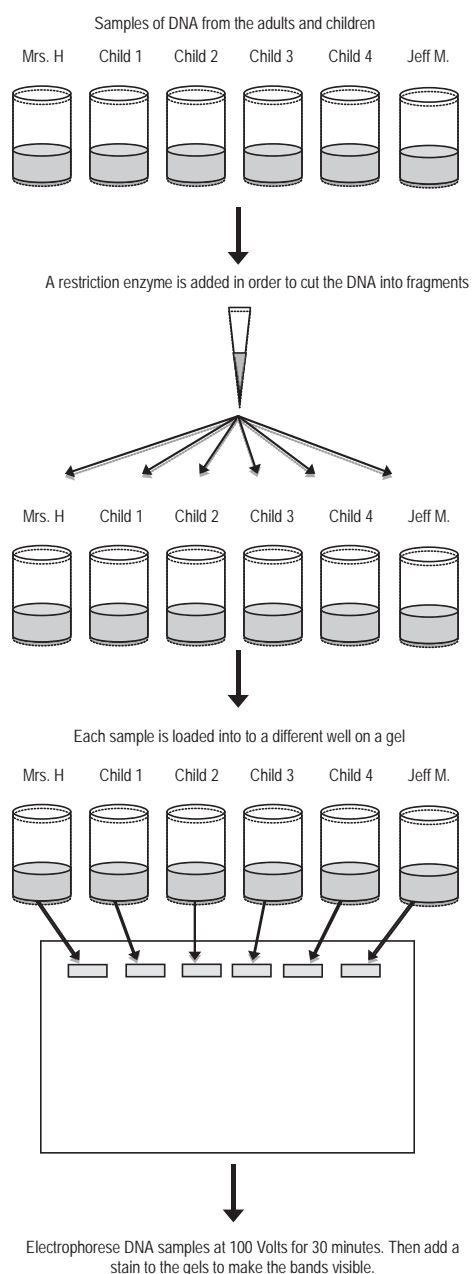 Samples of DNA from the adults and children
Mrs. H Child 1 Child 2 Child 3 Child 4 Jeff M.
A restriction enzyme is added in order to cut the DNA into fragments
Mrs. H Child 1 Child 2 Child 3 Child 4 Jeff M.
Each sample is loaded into to a different well on a gel
Mrs. H Child 1 Child 2 Child 3 Child 4 Jeff M.
Electrophorese DNA samples at 100 Volts for 30 minutes. Then add a
stain to the gels to make the bands visible.